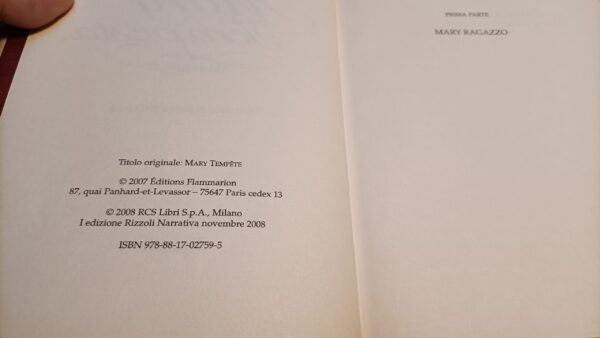 Titolo originale: MARY TEMPÊTE
© 2007 Éditions Flammarion
87, quai Panhard-et-Levassor – 75647 Paris cedex 13
© 2008 RCS Libri S.p.A., Milano
I edizione Rizzoli Narrativa novembre 2008
ISBN 978-88-17-02759-5
PRIMA PARTE
MARY RAGAZZO